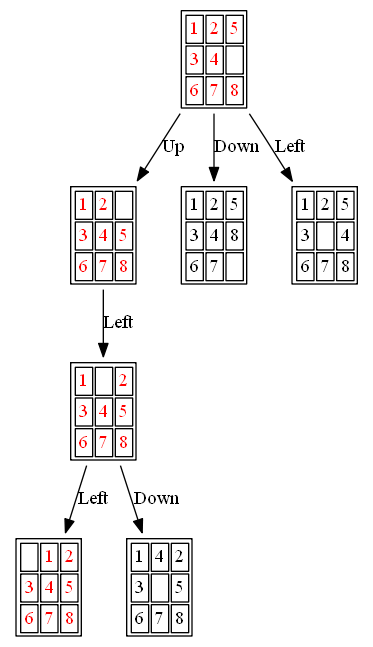 1 2 5
3 4
6 7 8
Up
Down
Left
1 2
3 4 5
6 7 8
1 2 5
3 4 8
6 7
1 2 5
3 4
6 7 8
Left
1 2
3 4 5
6 7 8
Left
Down
1 2
3 4 5
6 7 8
1 4 2
3 5
6 7 8